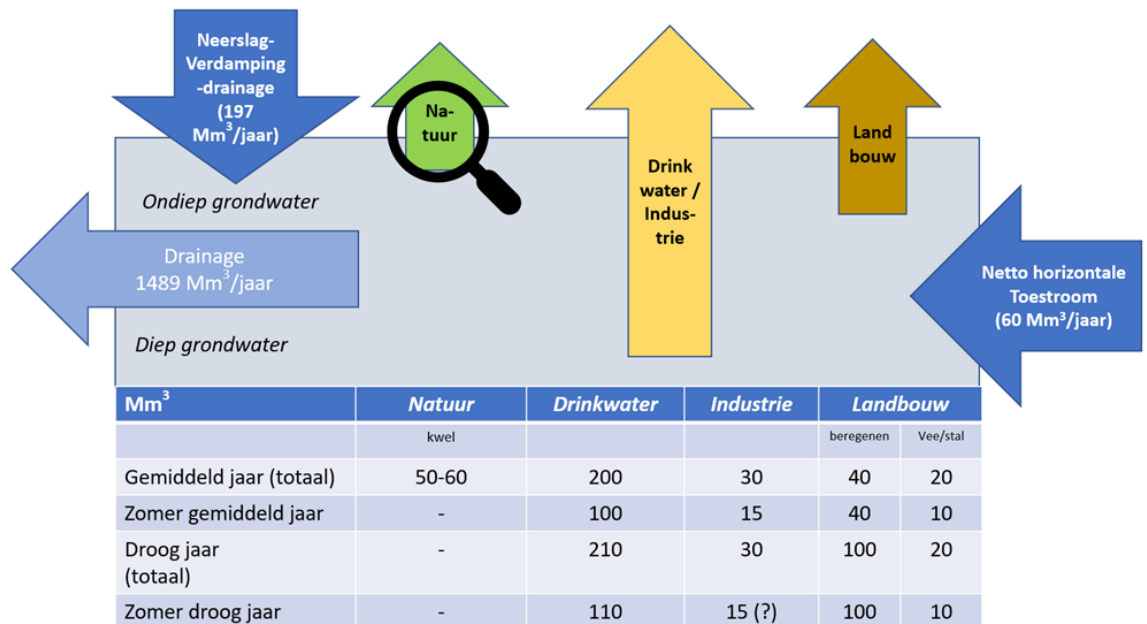 Neerslag-
Verdamping
-drainage
(197
Mm³/jaar)
Na-
tuur
Drink
water /
Indus-
trie
Land
bouw
Ondiep grondwater
Drainage
1489 Mm³/jaar
Netto horizontale
Toestroom
(60 Mm³/jaar)
Diep grondwater
Mm³ Natuur Drinkwater Industrie Landbouw
kwel beregenen Vee/stal
Gemiddeld jaar (totaal) 50-60 200 30 40 20
Zomer gemiddeld jaar - 100 15 40 10
Droog jaar
(totaal) - 210 30 100 20
Zomer droog jaar - 110 15 (?) 100 10